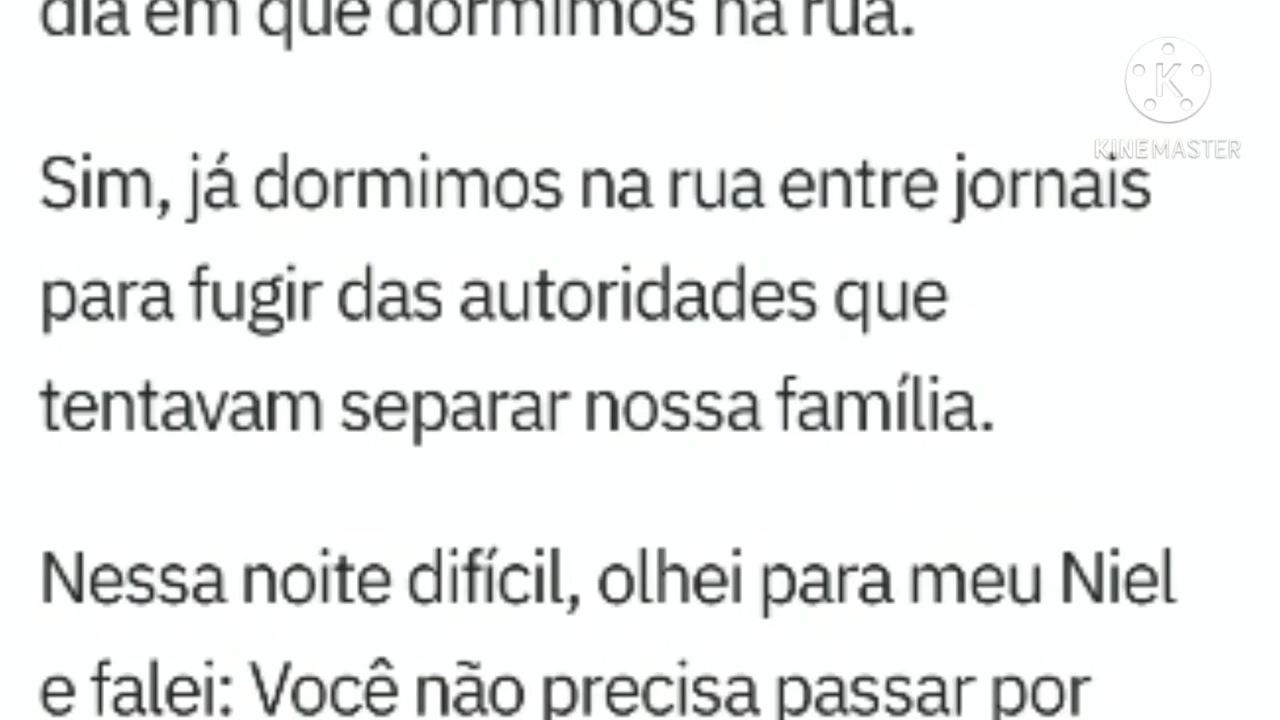 dia em que dormimos na rua.
KINEMASTER
Sim, já dormimos na rua entre jornais
para fugir das autoridades que
tentavam separar nossa família.
Nessa noite difícil, olhei para meu Niel
e falei: Você não precisa passar por